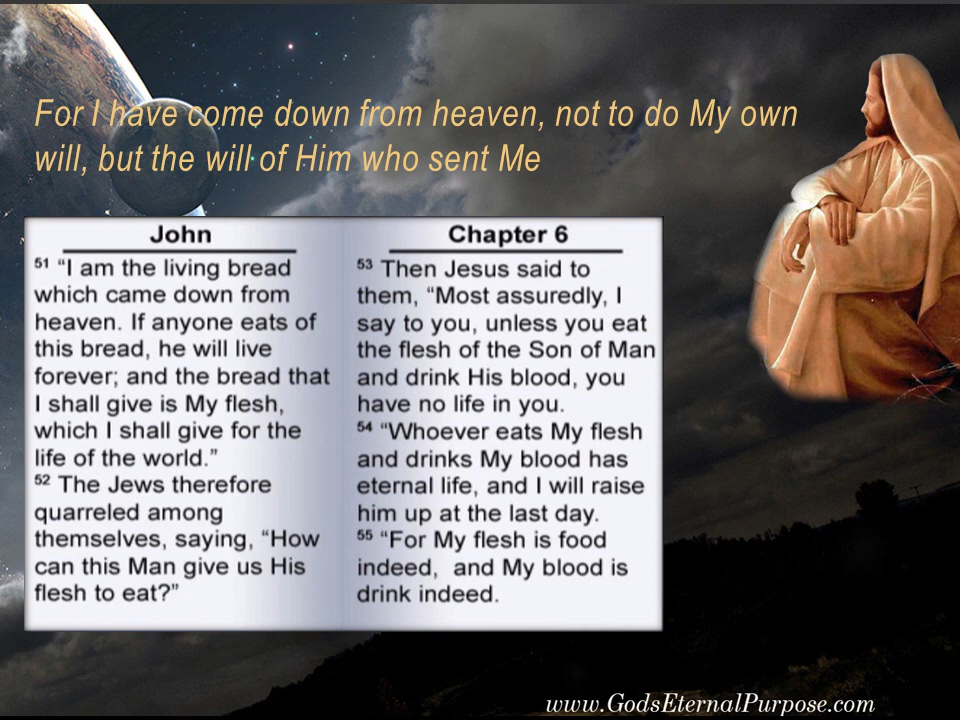 For I have come down from heaven, not to do My own
will, but the will of Him who sent Me
John
51 “I am the living bread
which came down from
heaven. If anyone eats of
this bread, he will live
forever; and the bread that
I shall give is My flesh,
which I shall give for the
life of the world.”
52 The Jews therefore
quarreled among
themselves, saying, “How
can this Man give us His
flesh to eat?”
Chapter 6
53 Then Jesus said to
them, “Most assuredly, I
say to you, unless you eat
the flesh of the Son of Man
and drink His blood, you
have no life in you.
54 “Whoever eats My flesh
and drinks My blood has
eternal life, and I will raise
him up at the last day.
55 “For My flesh is food
indeed, and My blood is
drink indeed.
www.GodsEternalPurpose.com